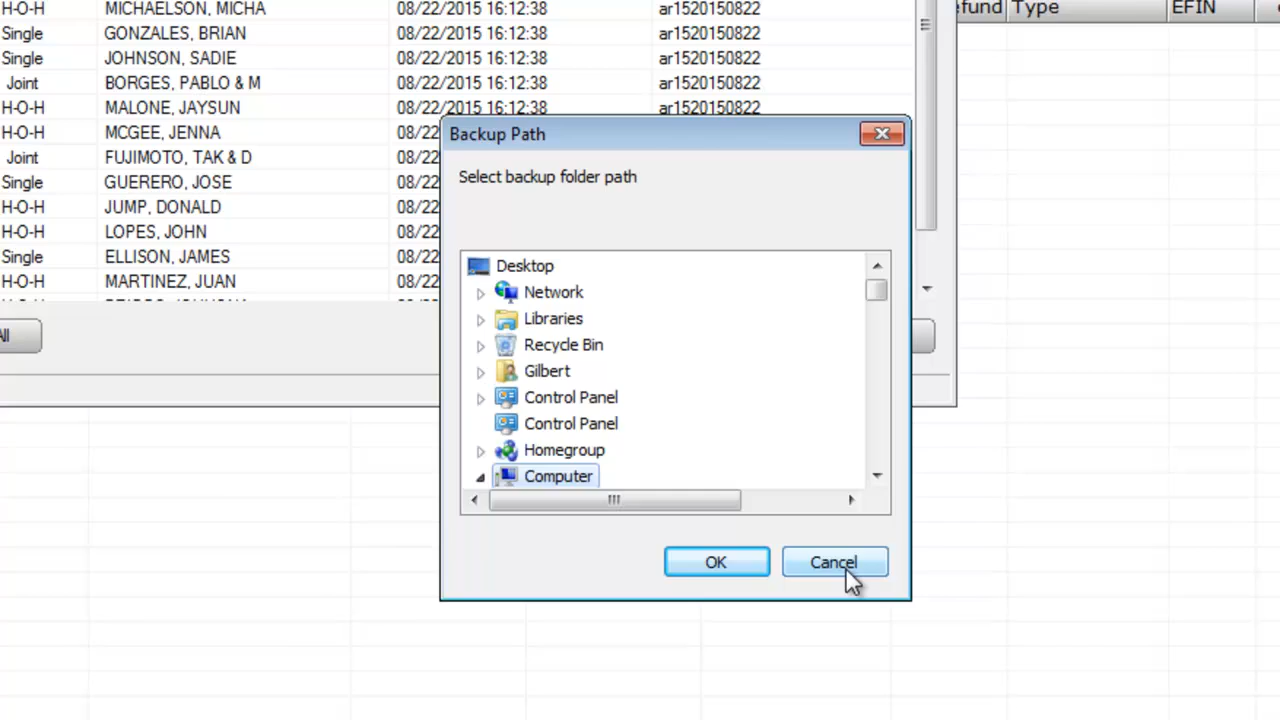 H-O-H MICHAELSON, MICHA 08/22/2015 16:12:38 ar1520150822
Single GONZALES, BRIAN 08/22/2015 16:12:38 ar1520150822
Single JOHNSON, SADIE 08/22/2015 16:12:38 ar1520150822
Joint BORGES, PABLO & M 08/22/2015 16:12:38 ar1520150822
H-O-H MALONE, JAYSUN 08/22/2015 16:12:38 ar1520150822
H-O-H MCGEE, JENNA 08/22
Joint FUJIMOTO, TAK & D 08/22
Single GUERERO, JOSE 08/22
H-O-H JUMP, DONALD 08/22
H-O-H LOPES, JOHN 08/22
Single ELLISON, JAMES 08/22
H-O-H MARTINEZ, JUAN 08/22
All
efund Type EFIN
Backup Path
Select backup folder path
Desktop
Network
Libraries
Recycle Bin
Gilbert
Control Panel
Control Panel
Homegroup
Computer
OK Cancel